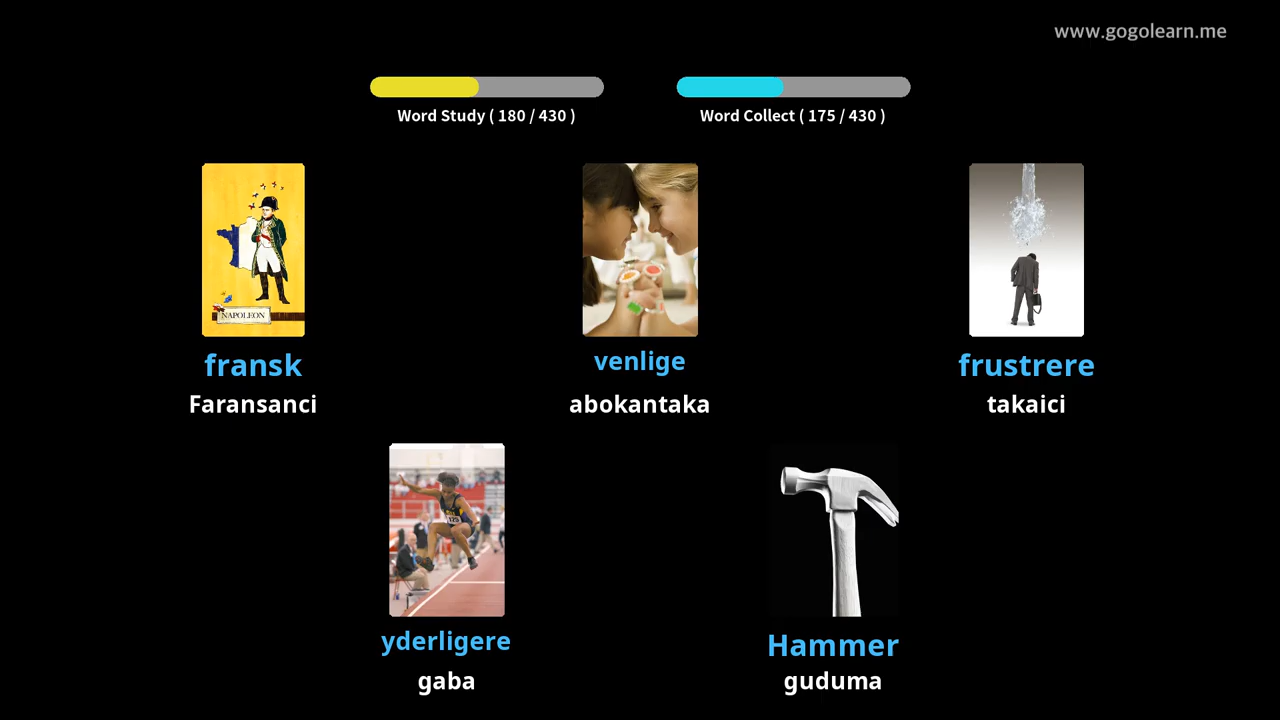 www.gogolearn.me
Word Study ( 180 / 430 )
Word Collect ( 175 / 430 )
NAPOLEON
fransk
venlige
frustrere
Faransanci
abokantaka
takaici
yderligere
Hammer
gaba
guduma